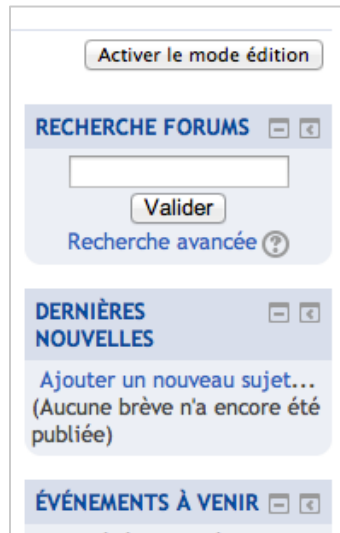 Activer le mode édition
RECHERCHE FORUMS
Valider
Recherche avancée ?
DERNIÈRES
NOUVELLES
Ajouter un nouveau sujet...
(Aucune brève n'a encore été
publiée)
ÉVÉNEMENTS À VENIR